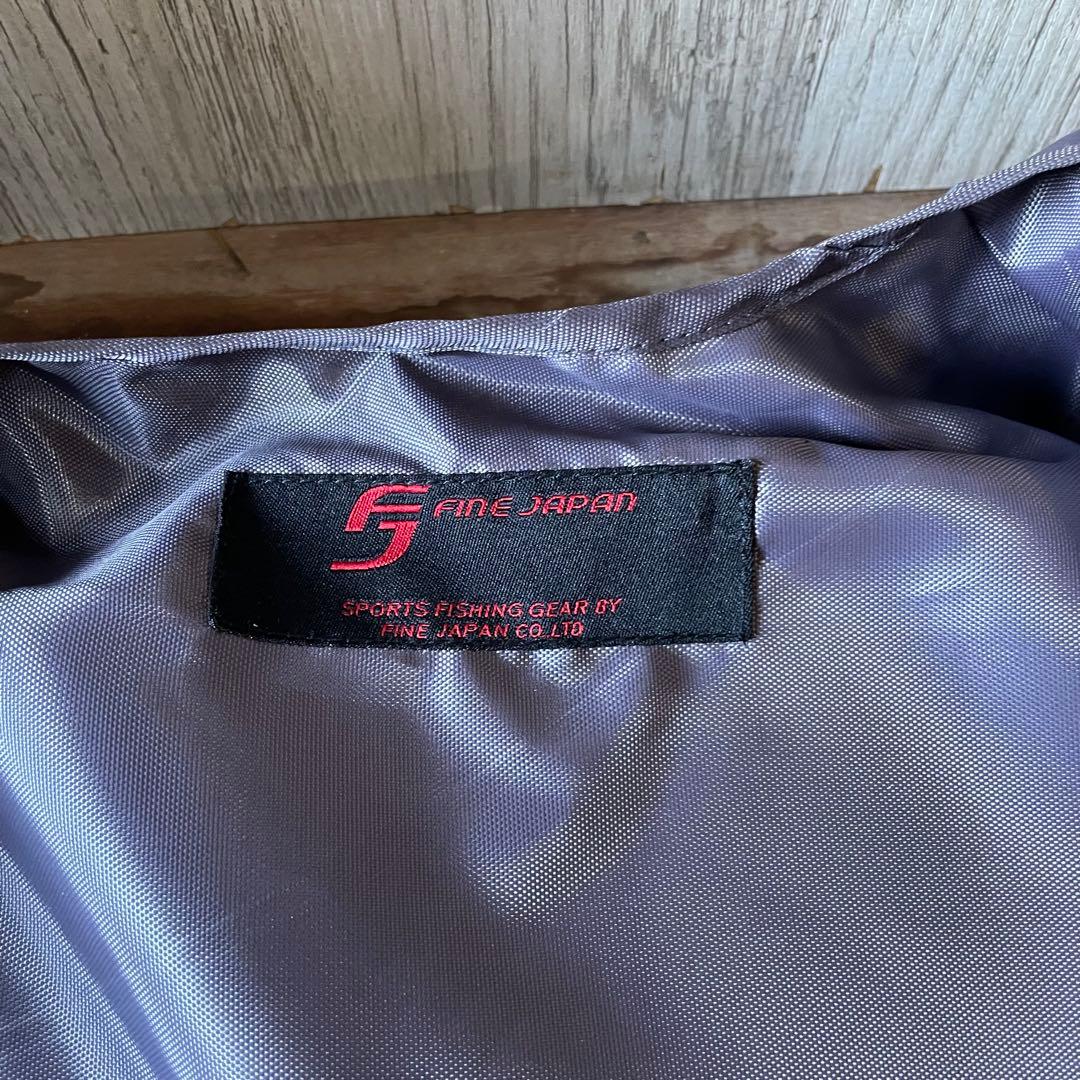 FJ FINE JAPAN
SPORTS FISHING GEAR BY
FINE JAPAN CO.,LTD